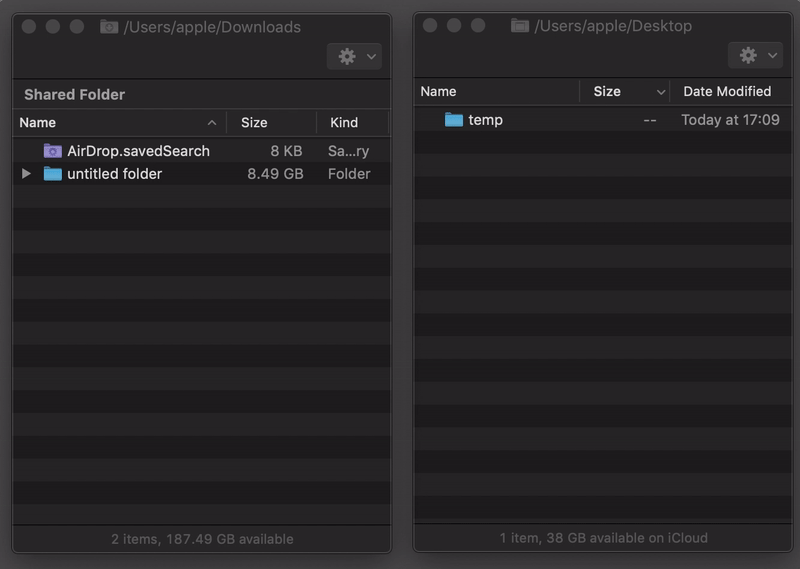 /Users/apple/Downloads
Shared Folder
Name Size Kind
AirDrop.savedSearch 8 KB Sa...ry
untitled folder 8.49 GB Folder
2 items, 187.49 GB available
/Users/apple/Desktop
Name Size Date Modified
temp -- Today at 17:09
1 item, 38 GB available on iCloud